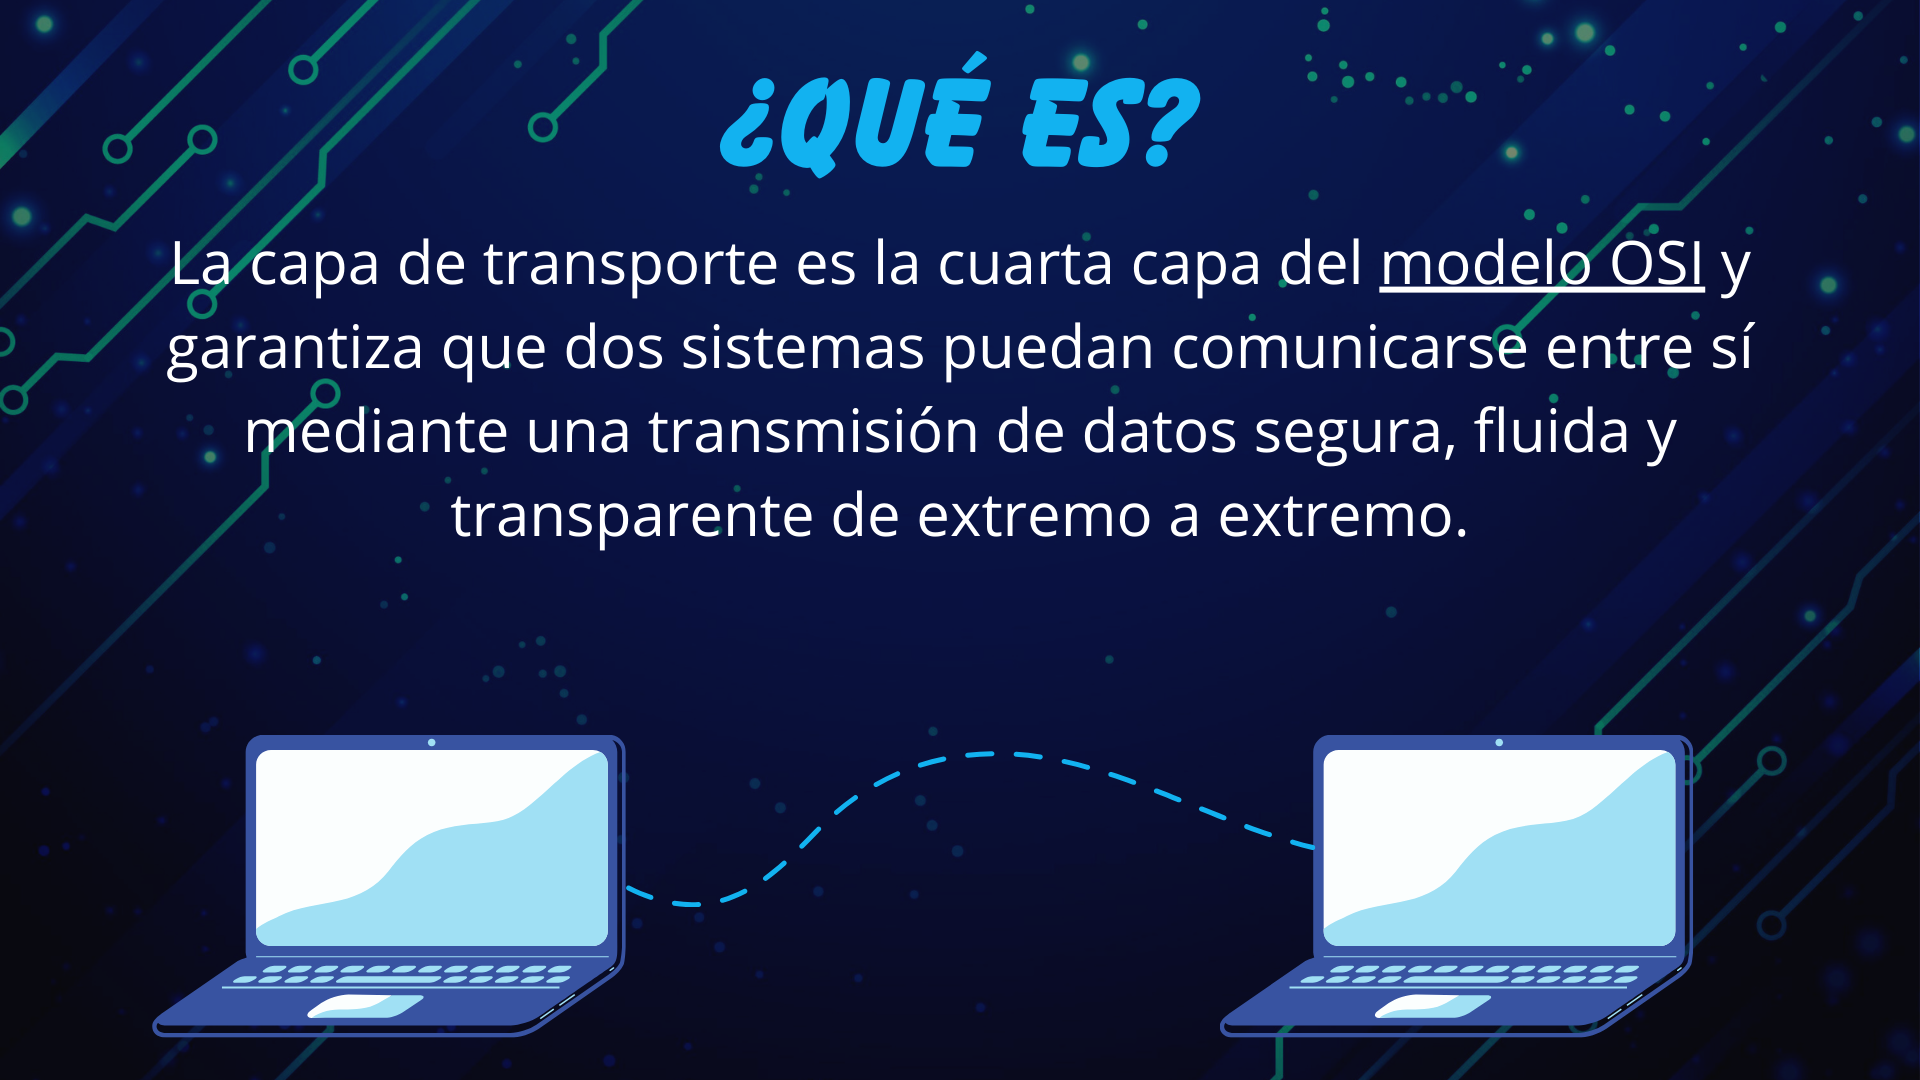 ¿QUÉ ES?
La capa de transporte es la cuarta capa del modelo OSI y
garantiza que dos sistemas puedan comunicarse entre sí
mediante una transmisión de datos segura, fluida y
transparente de extremo a extremo.